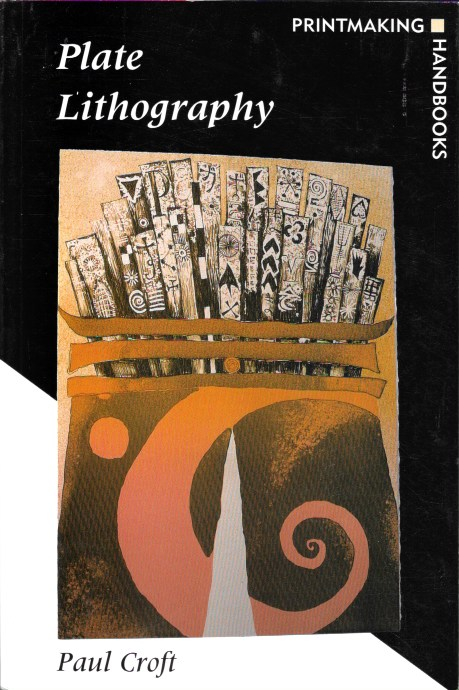 PRINTMAKING
HANDBOOKS
Plate
Lithography
Paul Croft